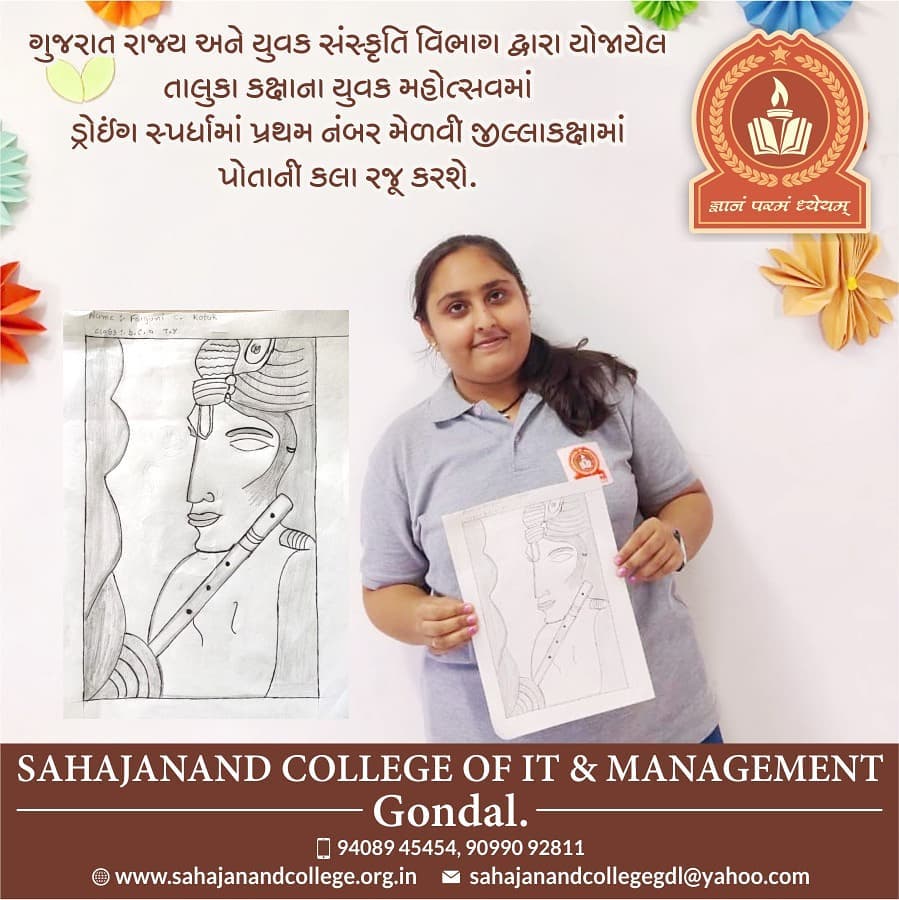 ગુજરાત રાજ્ય અને યુવક સંસ્કૃતિ વિભાગ દ્વારા યોજાયેલ
તાલુકા કક્ષાના યુવક મહોત્સવમાં
ડ્રોઈંગ સ્પર્ધામાં પ્રથમ નંબર મેળવી જીલ્લાકક્ષામાં
પોતાની કલા રજૂ કરશે.
ज्ञानं परमं ध्येयम्
Name : Falguni C. Kotak
Class : b.c.a T.Y
SAHAJANAND COLLEGE OF IT & MANAGEMENT
Gondal.
94089 45454, 90990 92811
www.sahajanandcollege.org.in sahajanandcollegegdl@yahoo.com